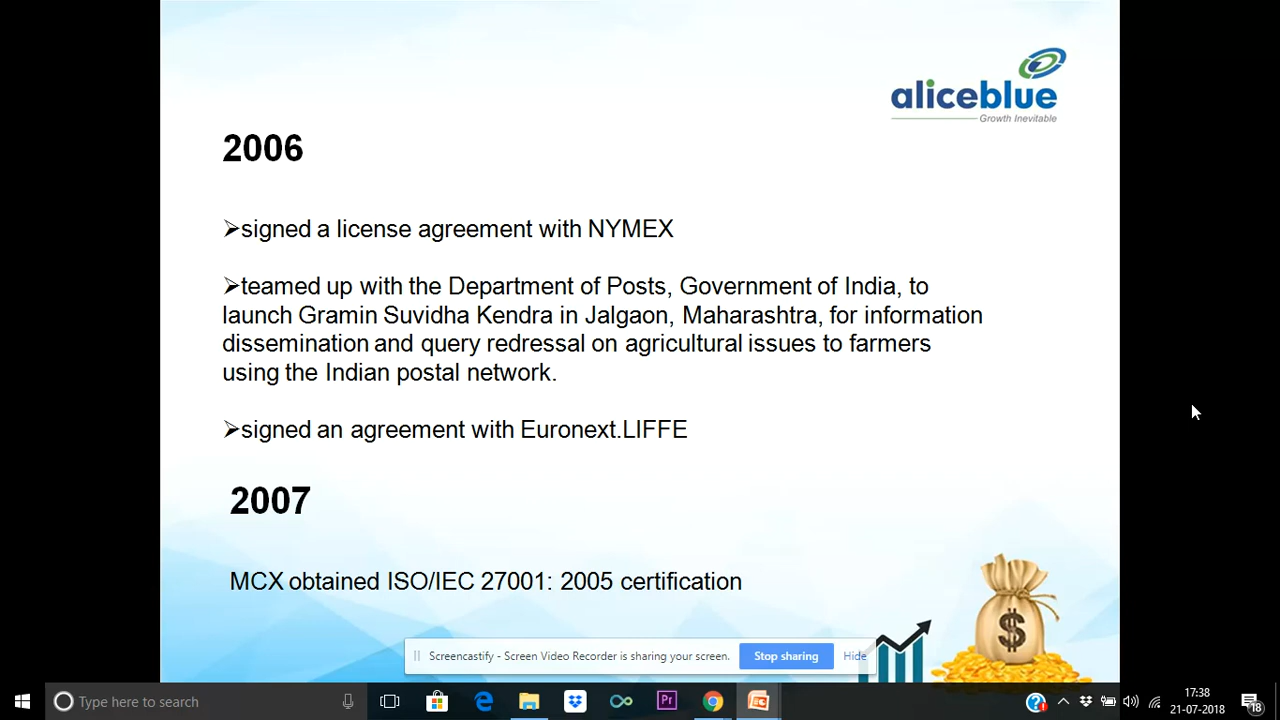 aliceblue
Growth Inevitable
2006
➢signed a license agreement with NYMEX
➢teamed up with the Department of Posts, Government of India, to
launch Gramin Suvidha Kendra in Jalgaon, Maharashtra, for information
dissemination and query redressal on agricultural issues to farmers
using the Indian postal network.
➢signed an agreement with Euronext.LIFFE
2007
MCX obtained ISO/IEC 27001: 2005 certification
$
Screencastify - Screen Video Recorder is sharing your screen. Stop sharing Hide
Type here to search
Pr
17:38
21-07-2018
18